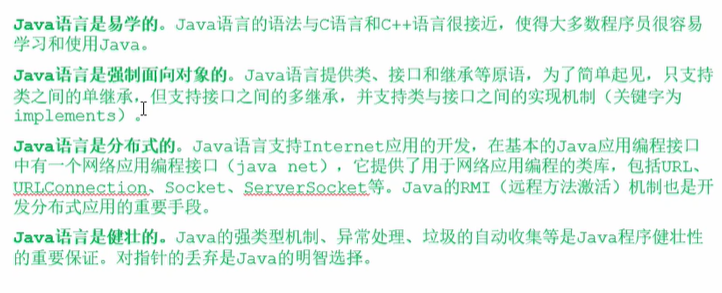 Java语言是易学的。Java语言的语法与C语言和C++语言很接近，使得大多数程序员很容易
学习和使用Java。
Java语言是强制面向对象的。Java语言提供类、接口和继承等原语，为了简单起见，只支持
类之间的单继承，但支持接口之间的多继承，并支持类与接口之间的实现机制（关键字为
implements）。
Java语言是分布式的。Java语言支持Internet应用的开发，在基本的Java应用编程接口
中有一个网络应用编程接口（java net），它提供了用于网络应用编程的类库，包括URL、
URLConnection、Socket、ServerSocket等。Java的RMI（远程方法激活）机制也是开
发分布式应用的重要手段。
Java语言是健壮的。Java的强类型机制、异常处理、垃圾的自动收集等是Java程序健壮性
的重要保证。对指针的丢弃是Java的明智选择。